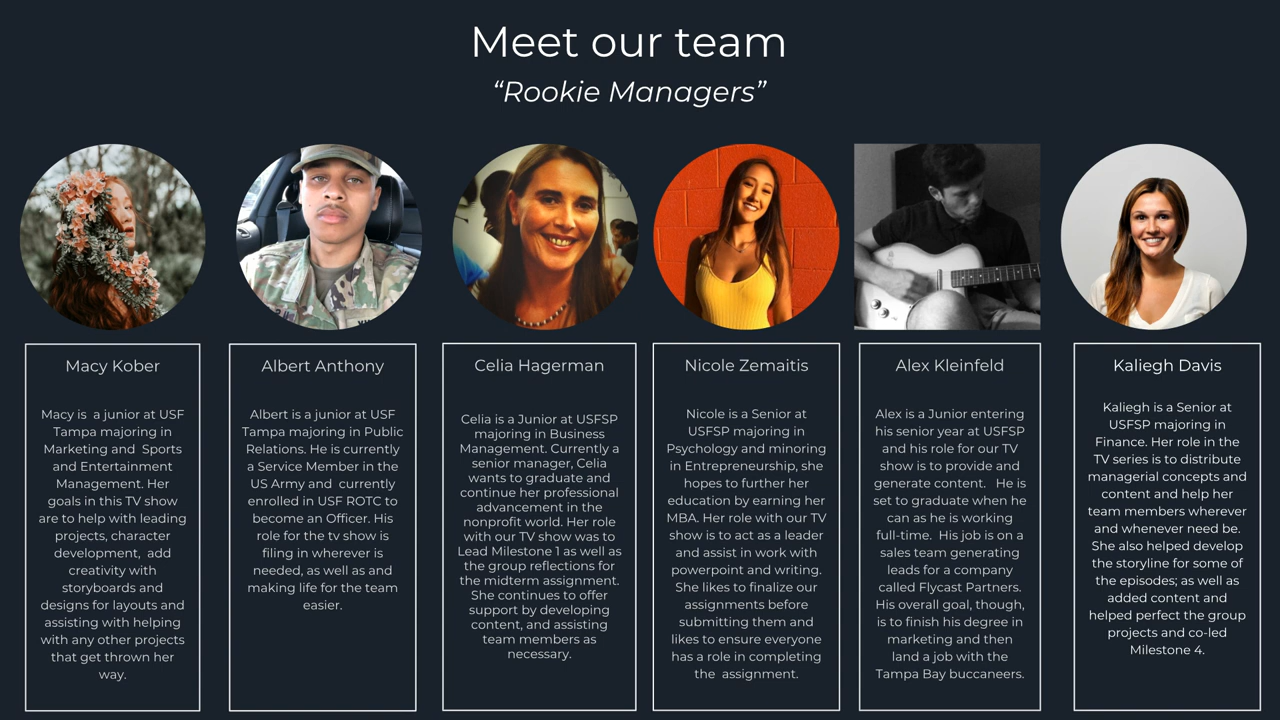 Meet our team
“Rookie Managers”
Macy Kober
Macy is a junior at USF
Tampa majoring in
Marketing and Sports
and Entertainment
Management. Her
goals in this TV show
are to help with leading
projects, character
development, add
creativity with
storyboards and
designs for layouts and
assisting with helping
with any other projects
that get thrown her
way.
Albert Anthony
Albert is a junior at USF
Tampa majoring in Public
Relations. He is currently
a Service Member in the
US Army and currently
enrolled in USF ROTC to
become an Officer. His
role for the tv show is
filing in wherever is
needed, as well as and
making life for the team
easier.
Celia Hagerman
Celia is a Junior at USFSP
majoring in Business
Management. Currently a
senior manager, Celia
wants to graduate and
continue her professional
advancement in the
nonprofit world. Her role
with our TV show was to
Lead Milestone 1 as well as
the group reflections for
the midterm assignment.
She continues to offer
support by developing
content, and assisting
team members as
necessary.
Nicole Zemaitis
Nicole is a Senior at
USFSP majoring in
Psychology and minoring
in Entrepreneurship, she
hopes to further her
education by earning her
MBA. Her role with our TV
show is to act as a leader
and assist in work with
powerpoint and writing.
She likes to finalize our
assignments before
submitting them and
likes to ensure everyone
has a role in completing
the assignment.
Alex Kleinfeld
Alex is a Junior entering
his senior year at USFSP
and his role for our TV
show is to provide and
generate content. He is
set to graduate when he
can as he is working
full-time. His job is on a
sales team generating
leads for a company
called Flycast Partners.
His overall goal, though,
is to finish his degree in
marketing and then
land a job with the
Tampa Bay buccaneers.
Kaliegh Davis
Kaliegh is a Senior at
USFSP majoring in
Finance. Her role in the
TV series is to distribute
managerial concepts and
content and help her
team members wherever
and whenever need be.
She also helped develop
the storyline for some of
the episodes; as well as
added content and
helped perfect the group
projects and co-led
Milestone 4.